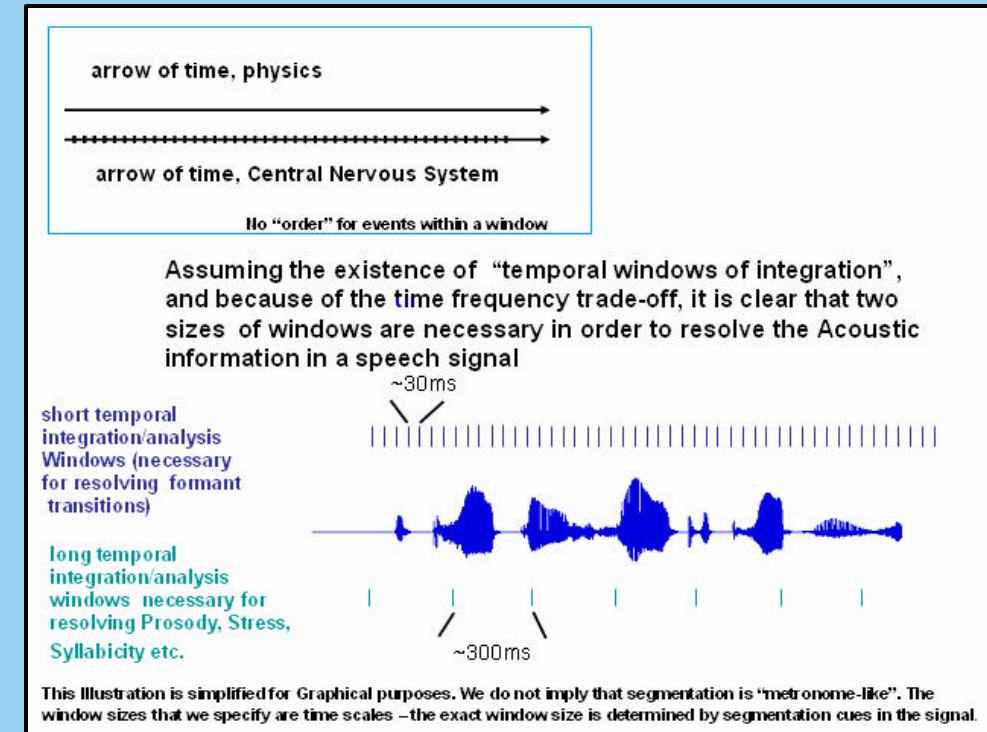 arrow of time, physics
arrow of time, Central Nervous System
No “order” for events within a window
Assuming the existence of “temporal windows of integration”,
and because of the time frequency trade-off, it is clear that two
sizes of windows are necessary in order to resolve the Acoustic
information in a speech signal
~30ms
short temporal
integration/analysis
Windows (necessary
for resolving formant
transitions)
long temporal
integration/analysis
windows necessary for
resolving Prosody, Stress,
Syllabicity etc.
~300ms
This Illustration is simplified for Graphical purposes. We do not imply that segmentation is “metronome-like”. The
window sizes that we specify are time scales – the exact window size is determined by segmentation cues in the signal.